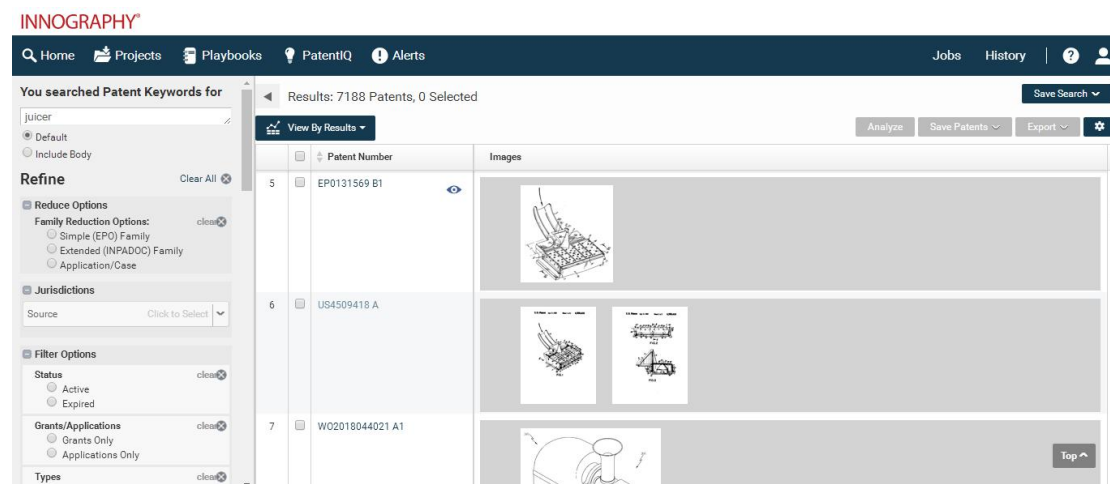 INNOGRAPHY®
Home Projects Playbooks PatentIQ Alerts Jobs History ?
You searched Patent Keywords for
juicer
Default
Include Body
Refine Clear All
Reduce Options
Family Reduction Options: clear
Simple (EPO) Family
Extended (INPADOC) Family
Application/Case
Jurisdictions
Source Click to Select
Filter Options
Status clear
Active
Expired
Grants/Applications clear
Grants Only
Applications Only
Types clear
Results: 7188 Patents, 0 Selected Save Search
View By Results Analyze Save Patents Export
Patent Number Images
5 EP0131569 B1
6 US4509418 A
7 WO2018044021 A1
Top